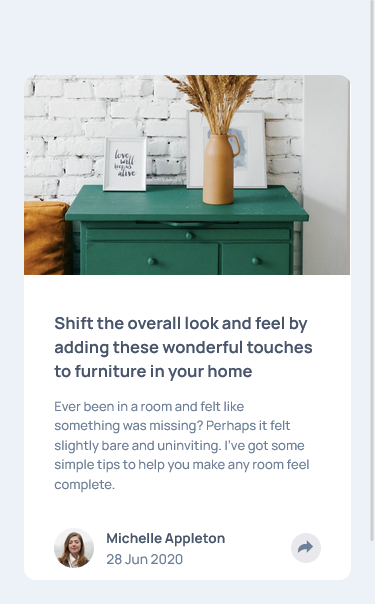 love
will
keep us
alive
Shift the overall look and feel by
adding these wonderful touches
to furniture in your home
Ever been in a room and felt like
something was missing? Perhaps it felt
slightly bare and uninviting. I've got some
simple tips to help you make any room feel
complete.
Michelle Appleton
28 Jun 2020